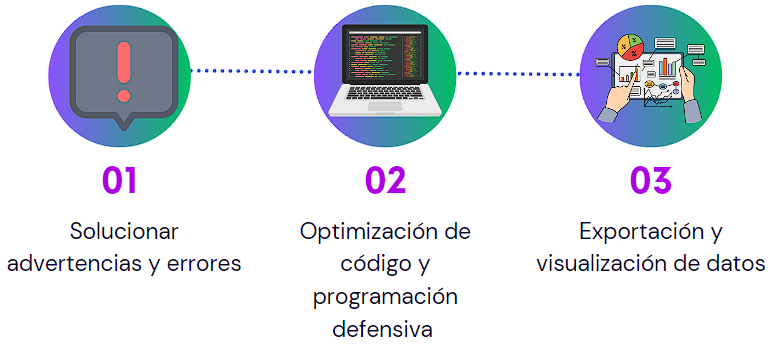 01
Solucionar
advertencias y errores
02
Optimización de
código y
programación
defensiva
03
Exportación y
visualización de datos